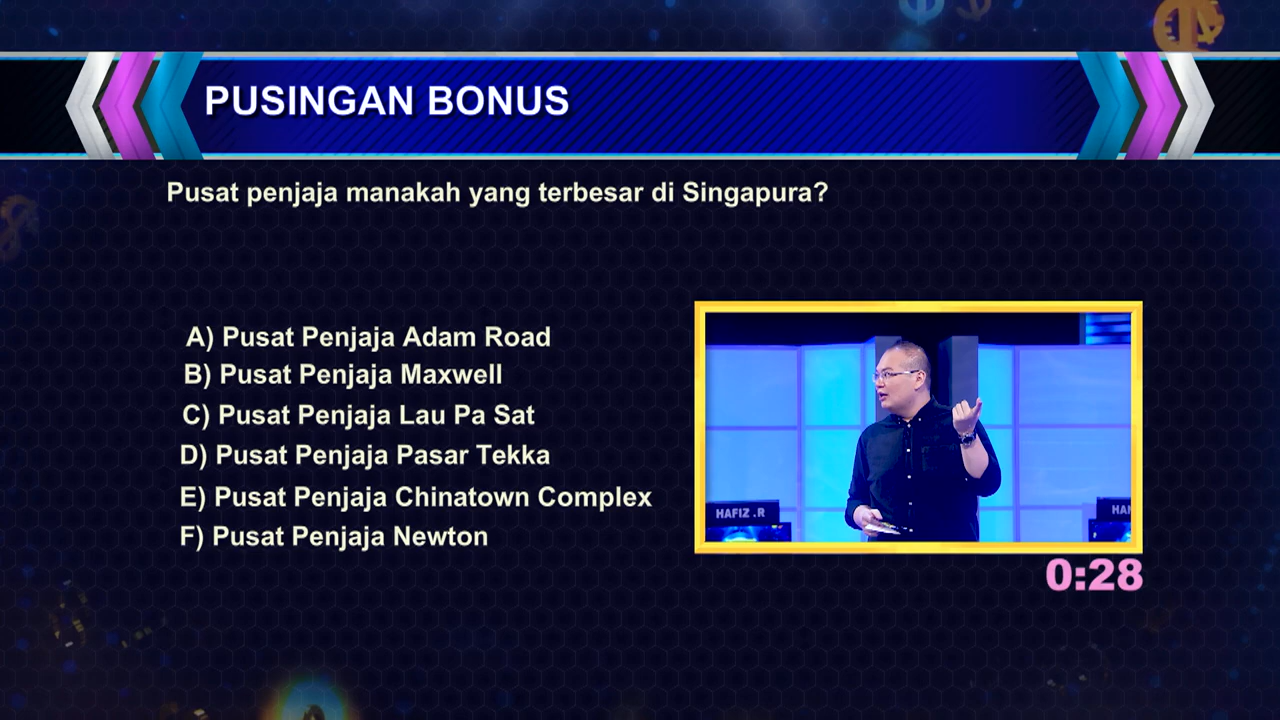 PUSINGAN BONUS
Pusat penjaja manakah yang terbesar di Singapura?
A) Pusat Penjaja Adam Road
B) Pusat Penjaja Maxwell
C) Pusat Penjaja Lau Pa Sat
D) Pusat Penjaja Pasar Tekka
E) Pusat Penjaja Chinatown Complex
F) Pusat Penjaja Newton
HAFIZ .R
HAN
0:28